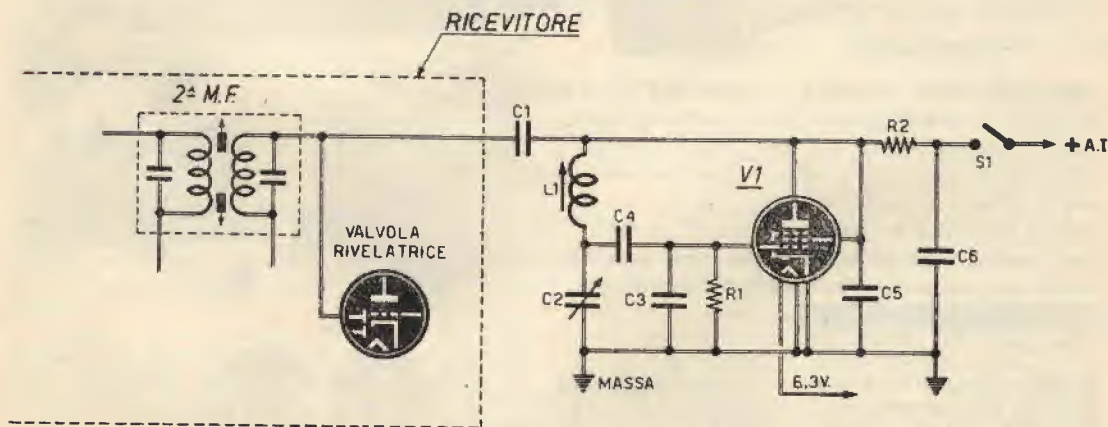 RICEVITORE
2ª M.F.
C1
R2
S1
+ A.T
L1
V1
VALVOLA
RIVELATRICE
C4
C2
C3
R1
C5
C6
MASSA
6,3V.